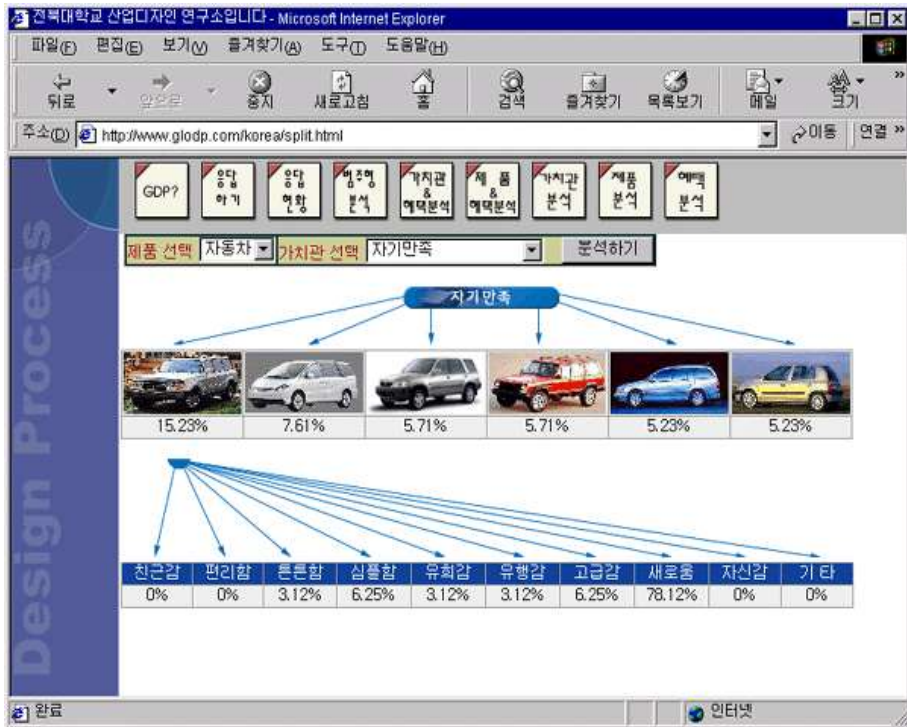 전북대학교 산업디자인 연구소입니다 - Microsoft Internet Explorer
파일(F) 편집(E) 보기(V) 즐겨찾기(A) 도구(T) 도움말(H)
뒤로 앞으로 중지 새로고침 홈 검색 즐겨찾기 목록보기 메일 크기 »
주소(D) http://www.glodp.com/korea/split.html 이동 연결 »
GDP?
응답
하기
응답
현황
범주형
분석
가치관
&
혜택분석
제 품
&
혜택분석
가치관
분석
제품
분석
혜택
분석
제품 선택 자동차 가치관 선택 자기만족 분석하기
자기만족
15.23% 7.61% 5.71% 5.71% 5.23% 5.23%
친근감 편리함 튼튼함 심플함 유희감 유행감 고급감 새로움 자신감 기 타
0% 0% 3.12% 6.25% 3.12% 3.12% 6.25% 78.12% 0% 0%
Design Process
완료 인터넷